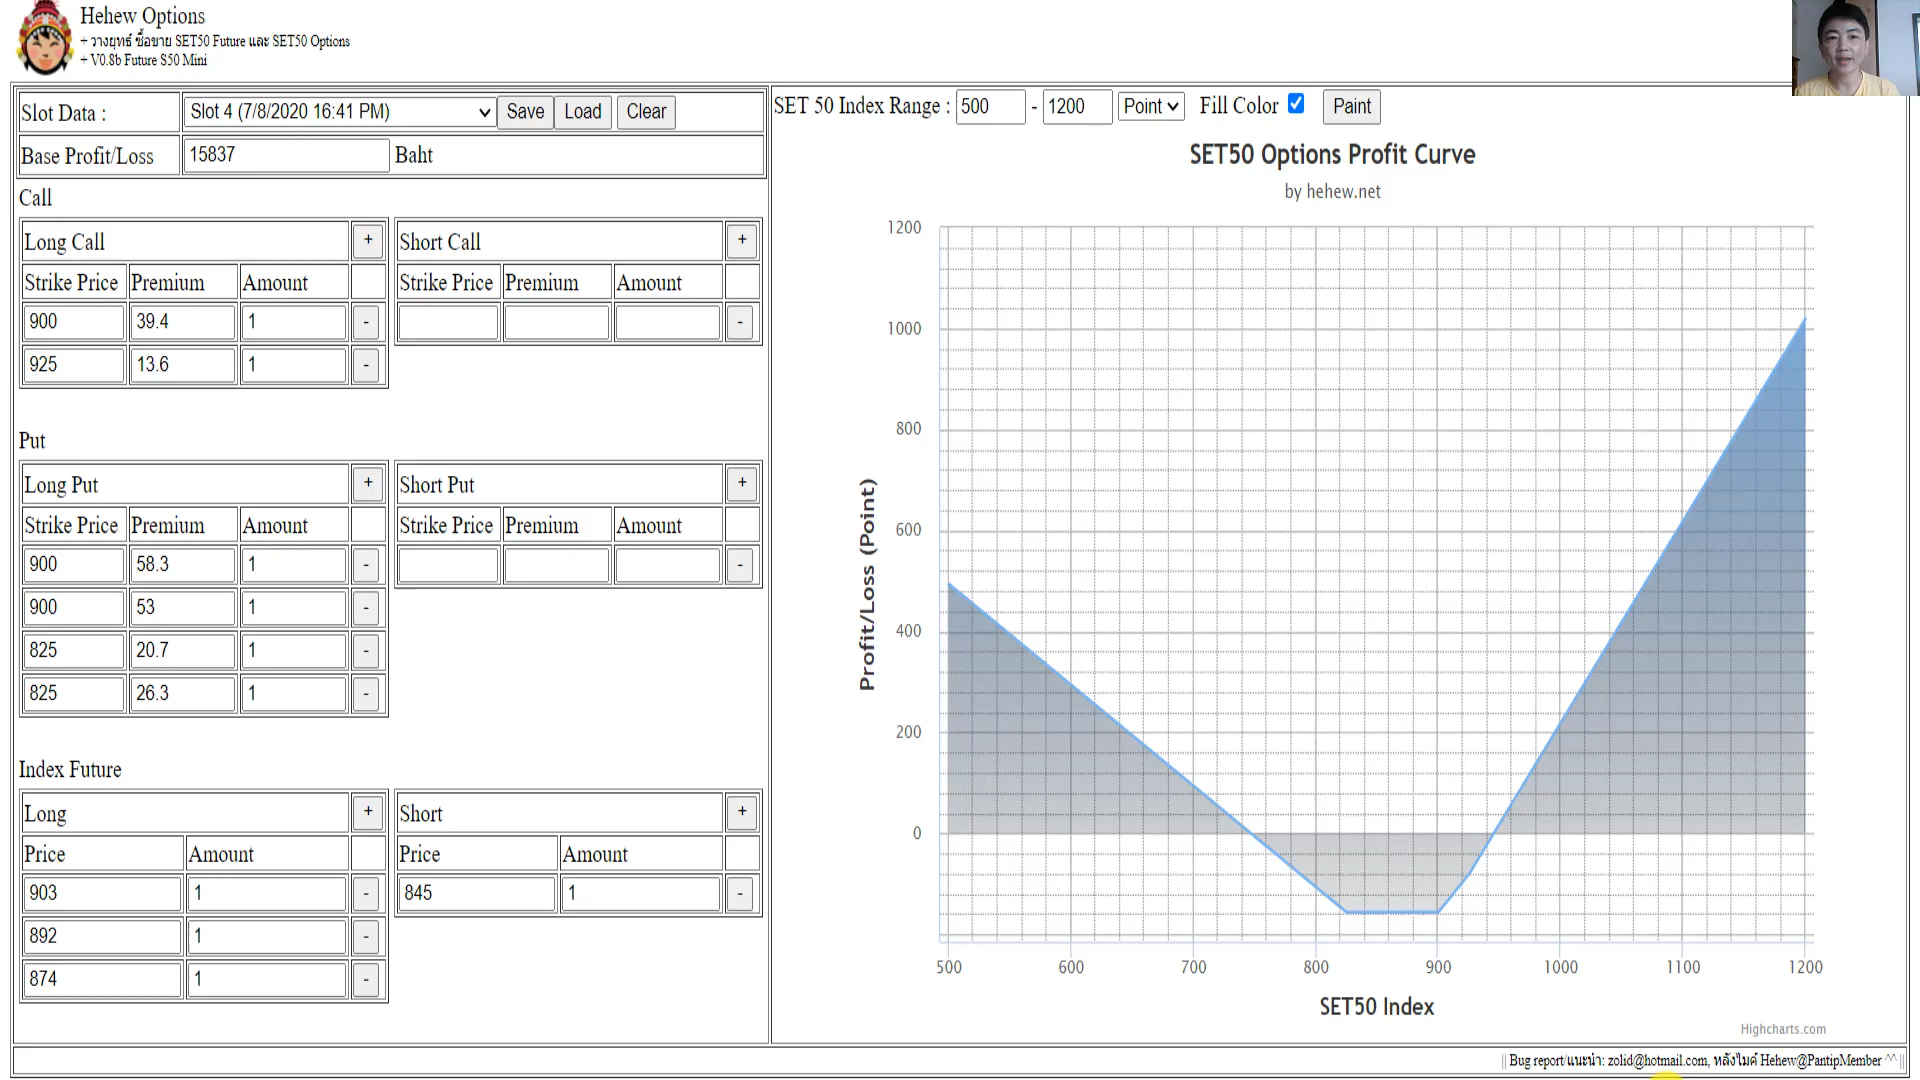 Hehew Options
+ วางยุทธ์ ซื้อขาย SET50 Future และ SET50 Options
+ V0.8b Future S50 Mini
Slot Data : Slot 4 (7/8/2020 16:41 PM) Save Load Clear
Base Profit/Loss 15837 Baht
Call
Long Call + Short Call +
Strike Price Premium Amount Strike Price Premium Amount
900 39.4 1 - -
925 13.6 1 -
Put
Long Put + Short Put +
Strike Price Premium Amount Strike Price Premium Amount
900 58.3 1 - -
900 53 1 -
825 20.7 1 -
825 26.3 1 -
Index Future
Long + Short +
Price Amount Price Amount
903 1 - 845 1 -
892 1 -
874 1 -
SET 50 Index Range : 500 - 1200 Point Fill Color Paint
SET50 Options Profit Curve
by hehew.net
Profit/Loss (Point)
1200
1000
800
600
400
200
0
500 600 700 800 900 1000 1100 1200
SET50 Index
Highcharts.com
|| Bug report/แนะนำ: zolid@hotmail.com, หลังไมค์ Hehew@PantipMember ^^ ||